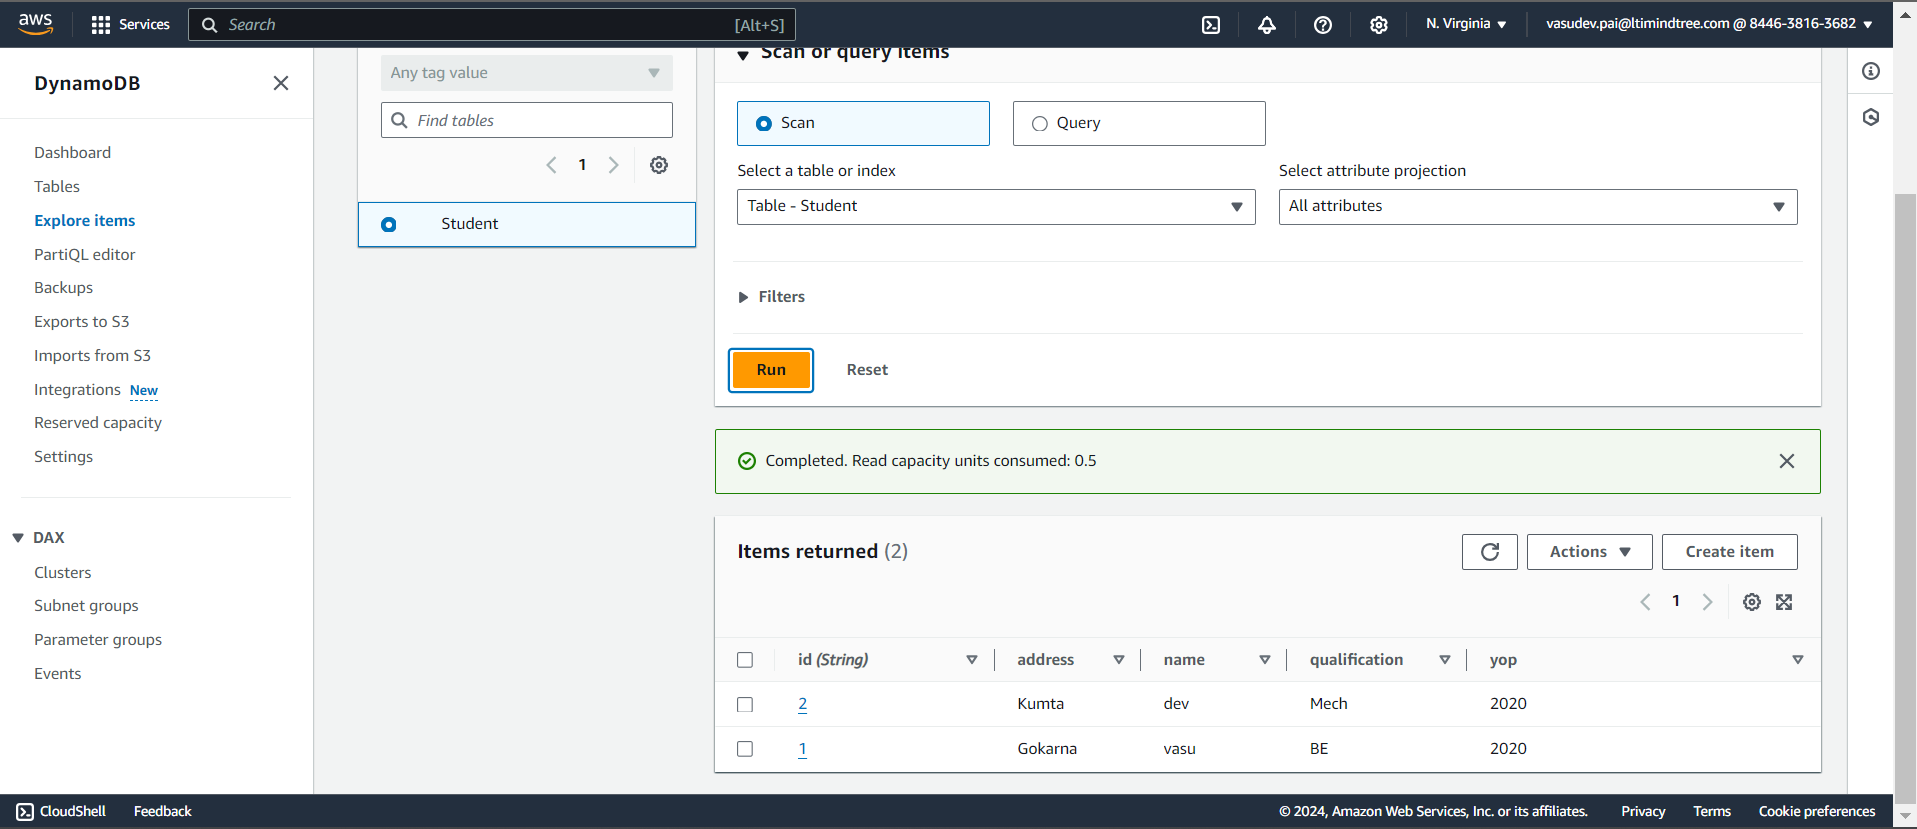 aws
Services
Search
[Alt+S]
N. Virginia
vasudev.pai@ltimindtree.com @ 8446-3816-3682
DynamoDB
Dashboard
Tables
Explore items
PartiQL editor
Backups
Exports to S3
Imports from S3
Integrations New
Reserved capacity
Settings
DAX
Clusters
Subnet groups
Parameter groups
Events
Any tag value
Find tables
1
Student
Scan or query items
Scan
Query
Select a table or index
Table - Student
Select attribute projection
All attributes
Filters
Run
Reset
Completed. Read capacity units consumed: 0.5
Items returned (2)
Actions
Create item
1
id (String) address name qualification yop
2 Kumta dev Mech 2020
1 Gokarna vasu BE 2020
CloudShell
Feedback
© 2024, Amazon Web Services, Inc. or its affiliates.
Privacy
Terms
Cookie preferences